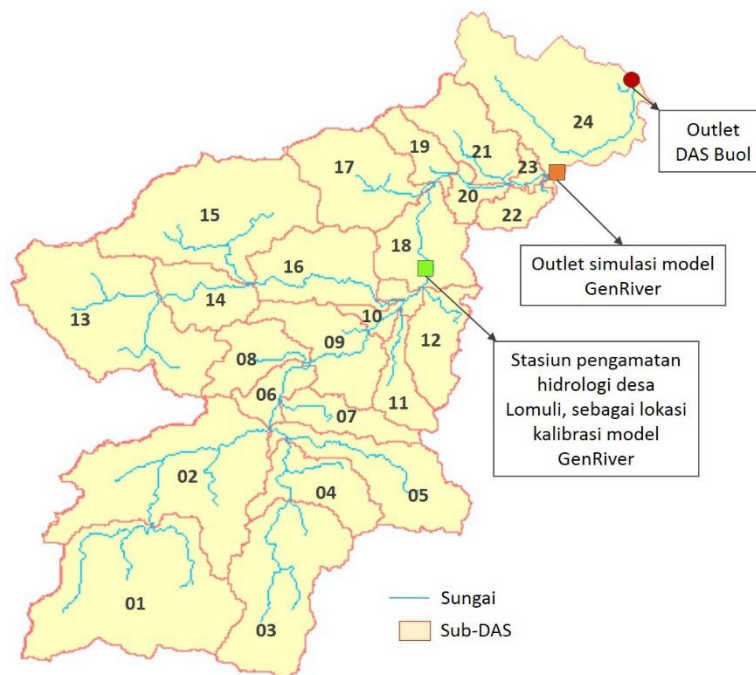 24
Outlet
DAS Buol
19
21
17
23
20
22
15
18
Outlet simulasi model
GenRiver
16
14
13
10
12
09
08
Stasiun pengamatan
hidrologi desa
Lomuli, sebagai lokasi
kalibrasi model
GenRiver
06
11
07
02
04
05
01
03
Sungai
Sub-DAS